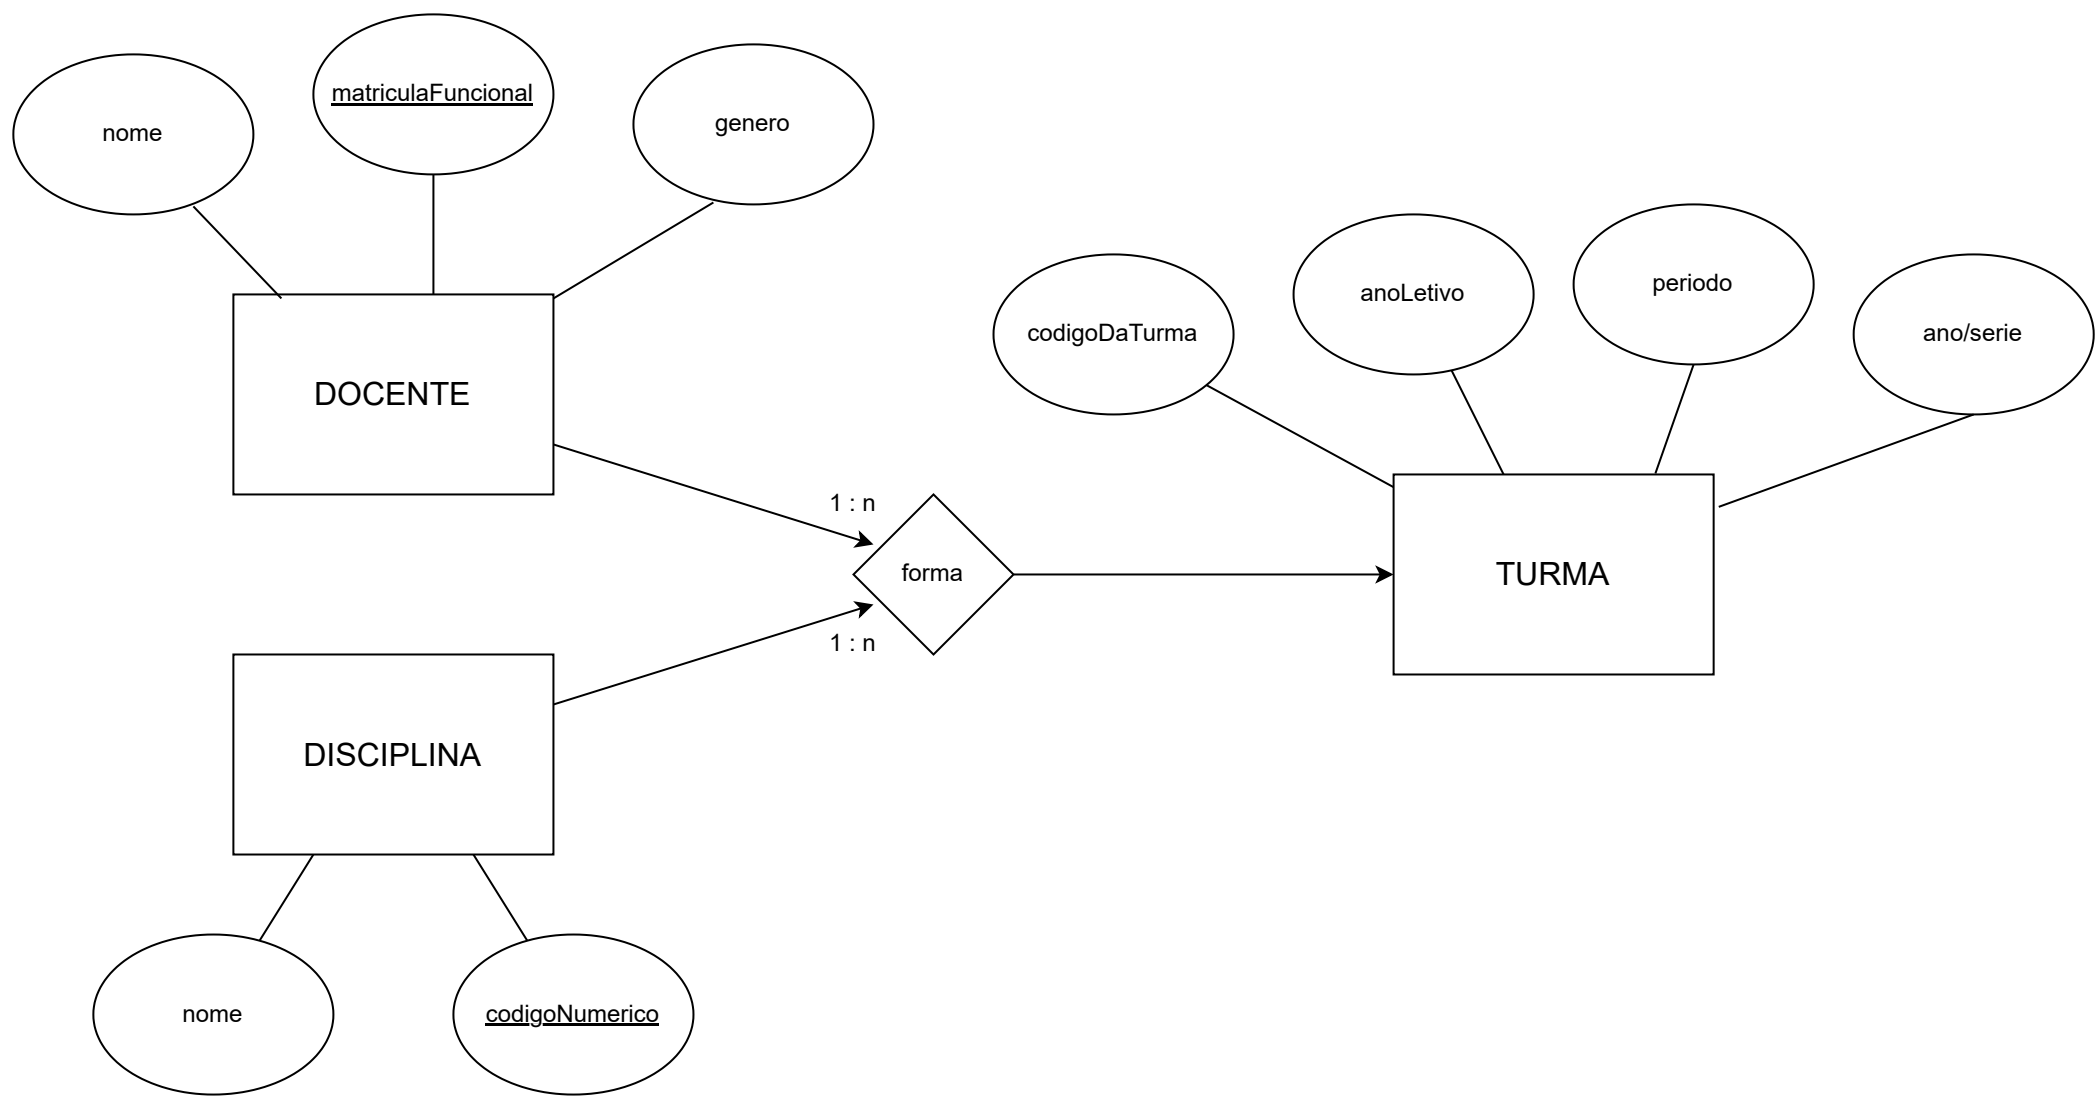 nome
matriculaFuncional
genero
DOCENTE
codigoDaTurma
anoLetivo
periodo
ano/serie
1 : n
forma
TURMA
1 : n
DISCIPLINA
nome
codigoNumerico